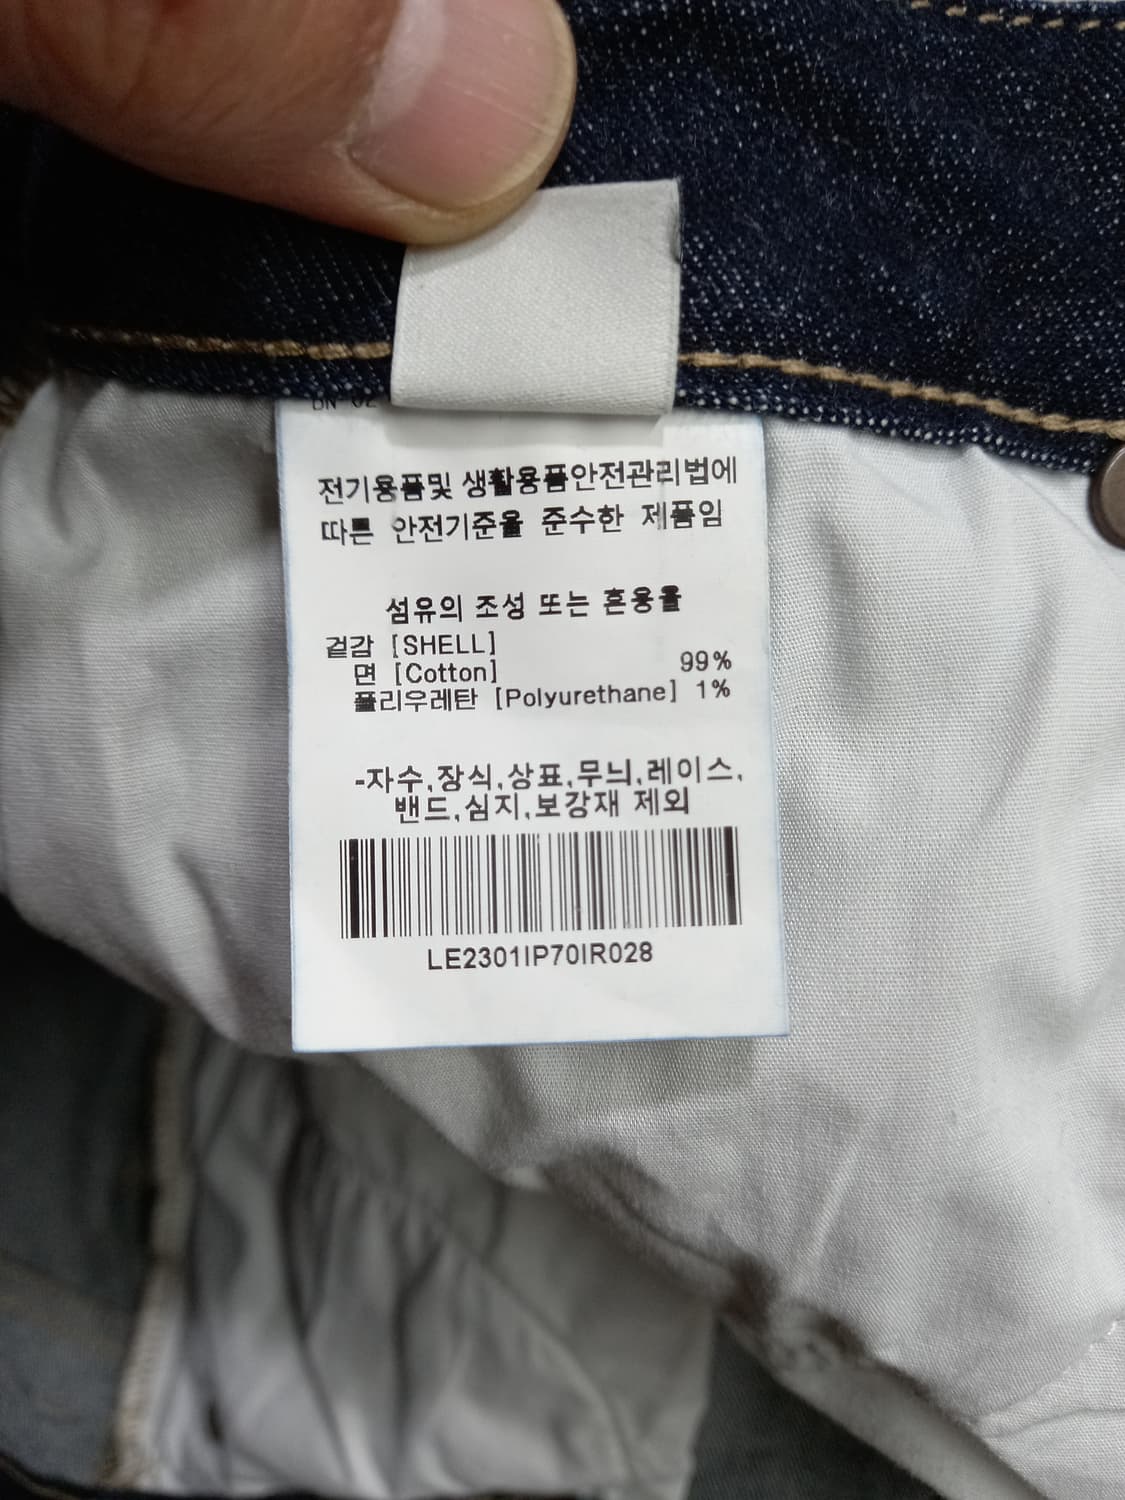 전기용품및 생활용품안전관리법에
따른 안전기준을 준수한 제품임
섬유의 조성 또는 혼용율
겉감 [SHELL]
면 [Cotton] 99%
폴리우레탄 [Polyurethane] 1%
-자수,장식,상표,무늬,레이스,
밴드,심지,보강재 제외
LE2301IP70IR028